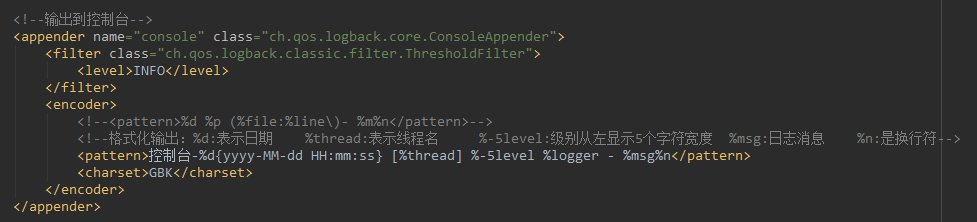 <!--输出到控制台-->
<appender name="console" class="ch.qos.logback.core.ConsoleAppender">
    <filter class="ch.qos.logback.classic.filter.ThresholdFilter">
        <level>INFO</level>
    </filter>
    <encoder>
        <!--<pattern>%d %p (%file:%line\)- %m%n</pattern>-->
        <!--格式化输出：%d:表示日期    %thread:表示线程名     %-5level:级别从左显示5个字符宽度  %msg:日志消息    %n:是换行符-->
        <pattern>控制台-%d{yyyy-MM-dd HH:mm:ss} [%thread] %-5level %logger - %msg%n</pattern>
        <charset>GBK</charset>
    </encoder>
</appender>